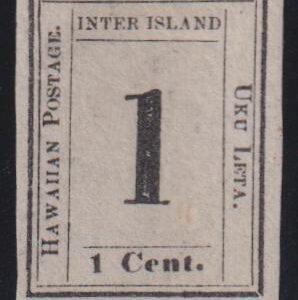 INTER ISLAND
HAWAIIAN POSTAGE.
1
UKU LETA.
1 Cent.